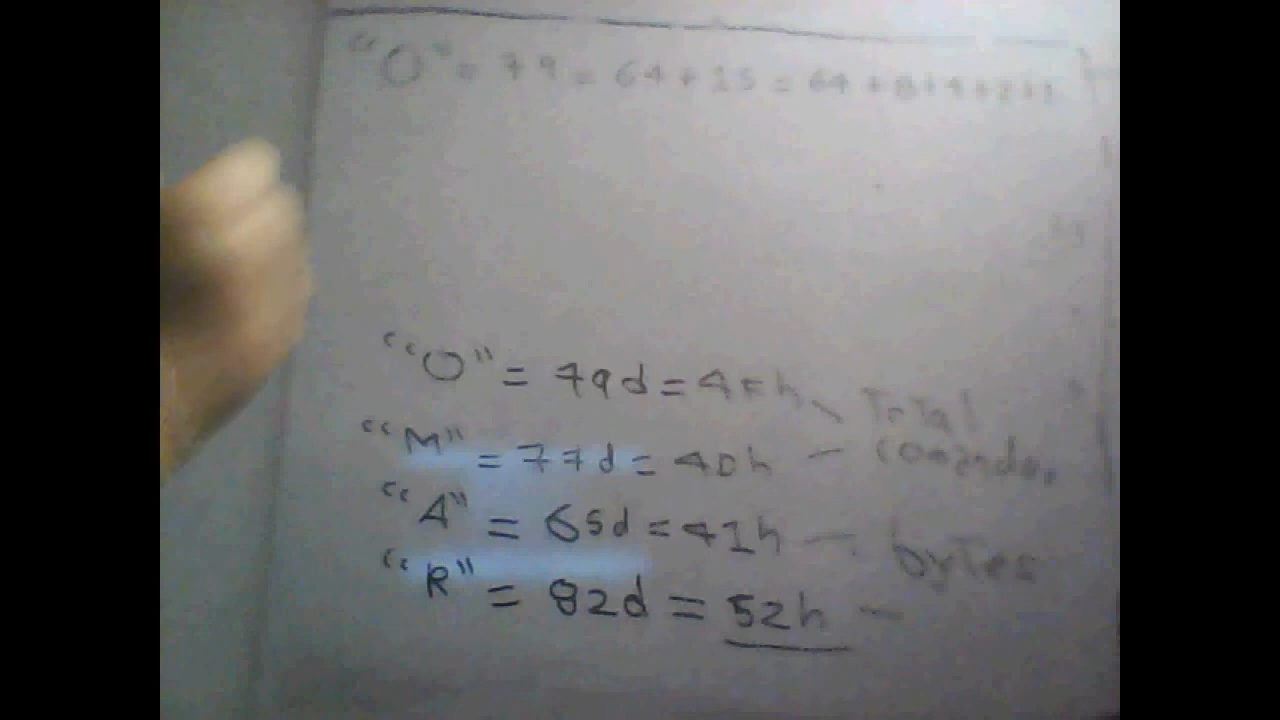 “O” = 79 = 64 + 15 = 64 + 8 + 4 + 2 + 1
“O” = 79d = 4Fh - Total
“M” = 77d = 4Dh -
“A” = 65d = 41h - bytes
“R” = 82d = 52h -